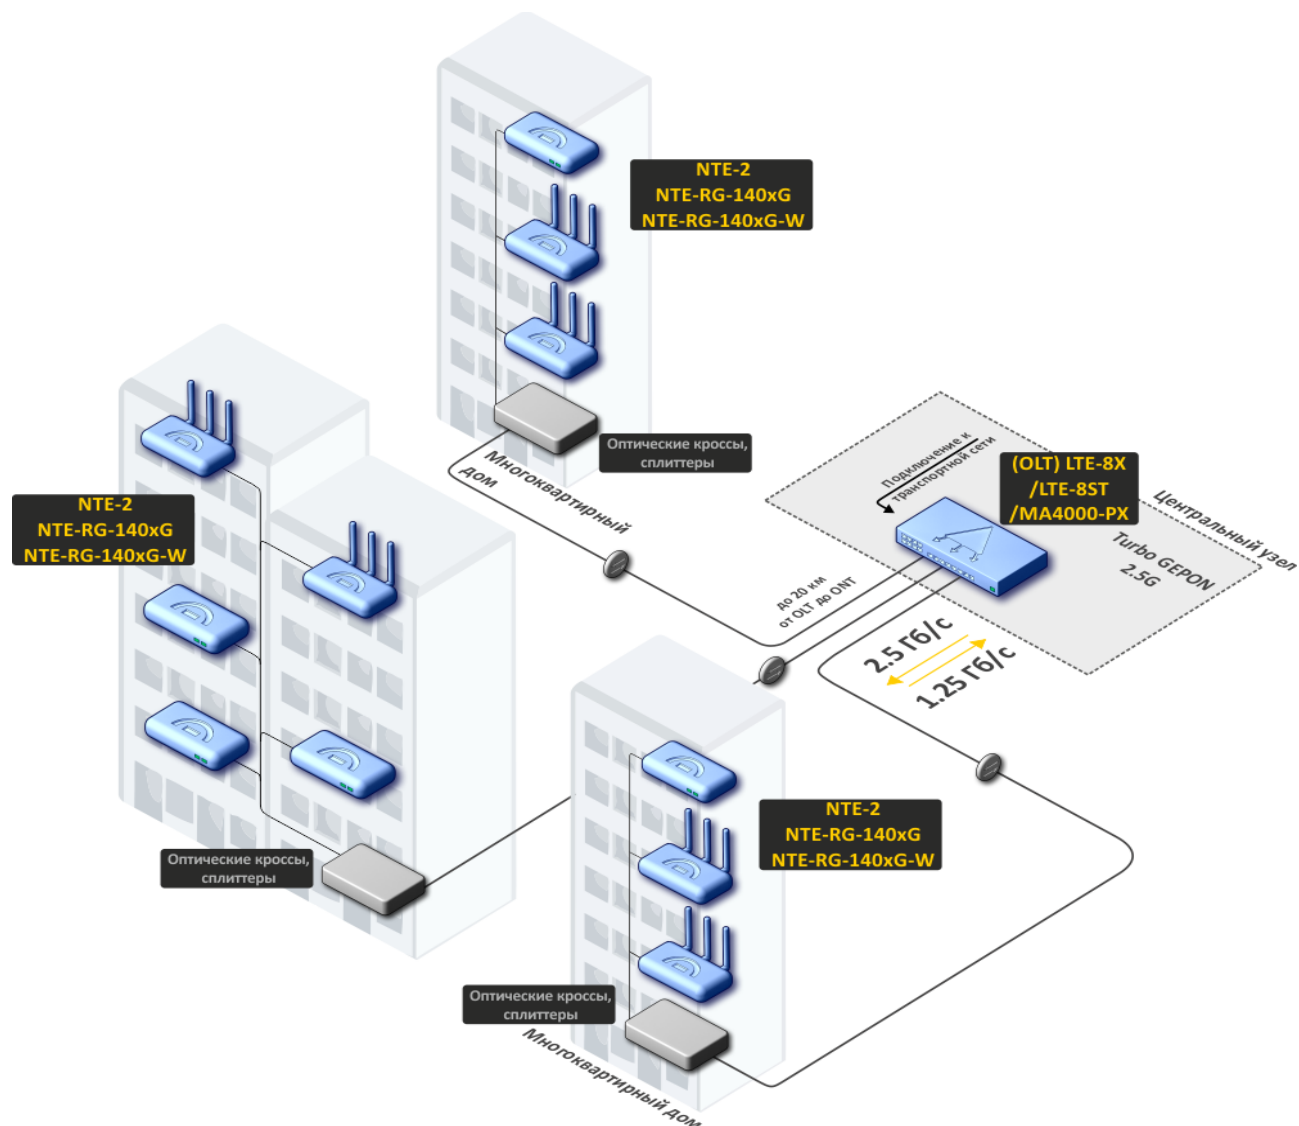 NTE-2
NTE-RG-140xG
NTE-RG-140xG-W
Оптические кроссы,
сплиттеры
Многоквартирный
дом
Подключение к
транспортной сети
(OLT) LTE-8X
/LTE-8ST
/MA4000-PX
Центральный узел
Turbo GEPON
2.5G
до 20 км
от OLT до ONT
2.5 Гб/с
1.25 Гб/с
NTE-2
NTE-RG-140xG
NTE-RG-140xG-W
Оптические кроссы,
сплиттеры
NTE-2
NTE-RG-140xG
NTE-RG-140xG-W
Оптические кроссы,
сплиттеры
Многоквартирный дом